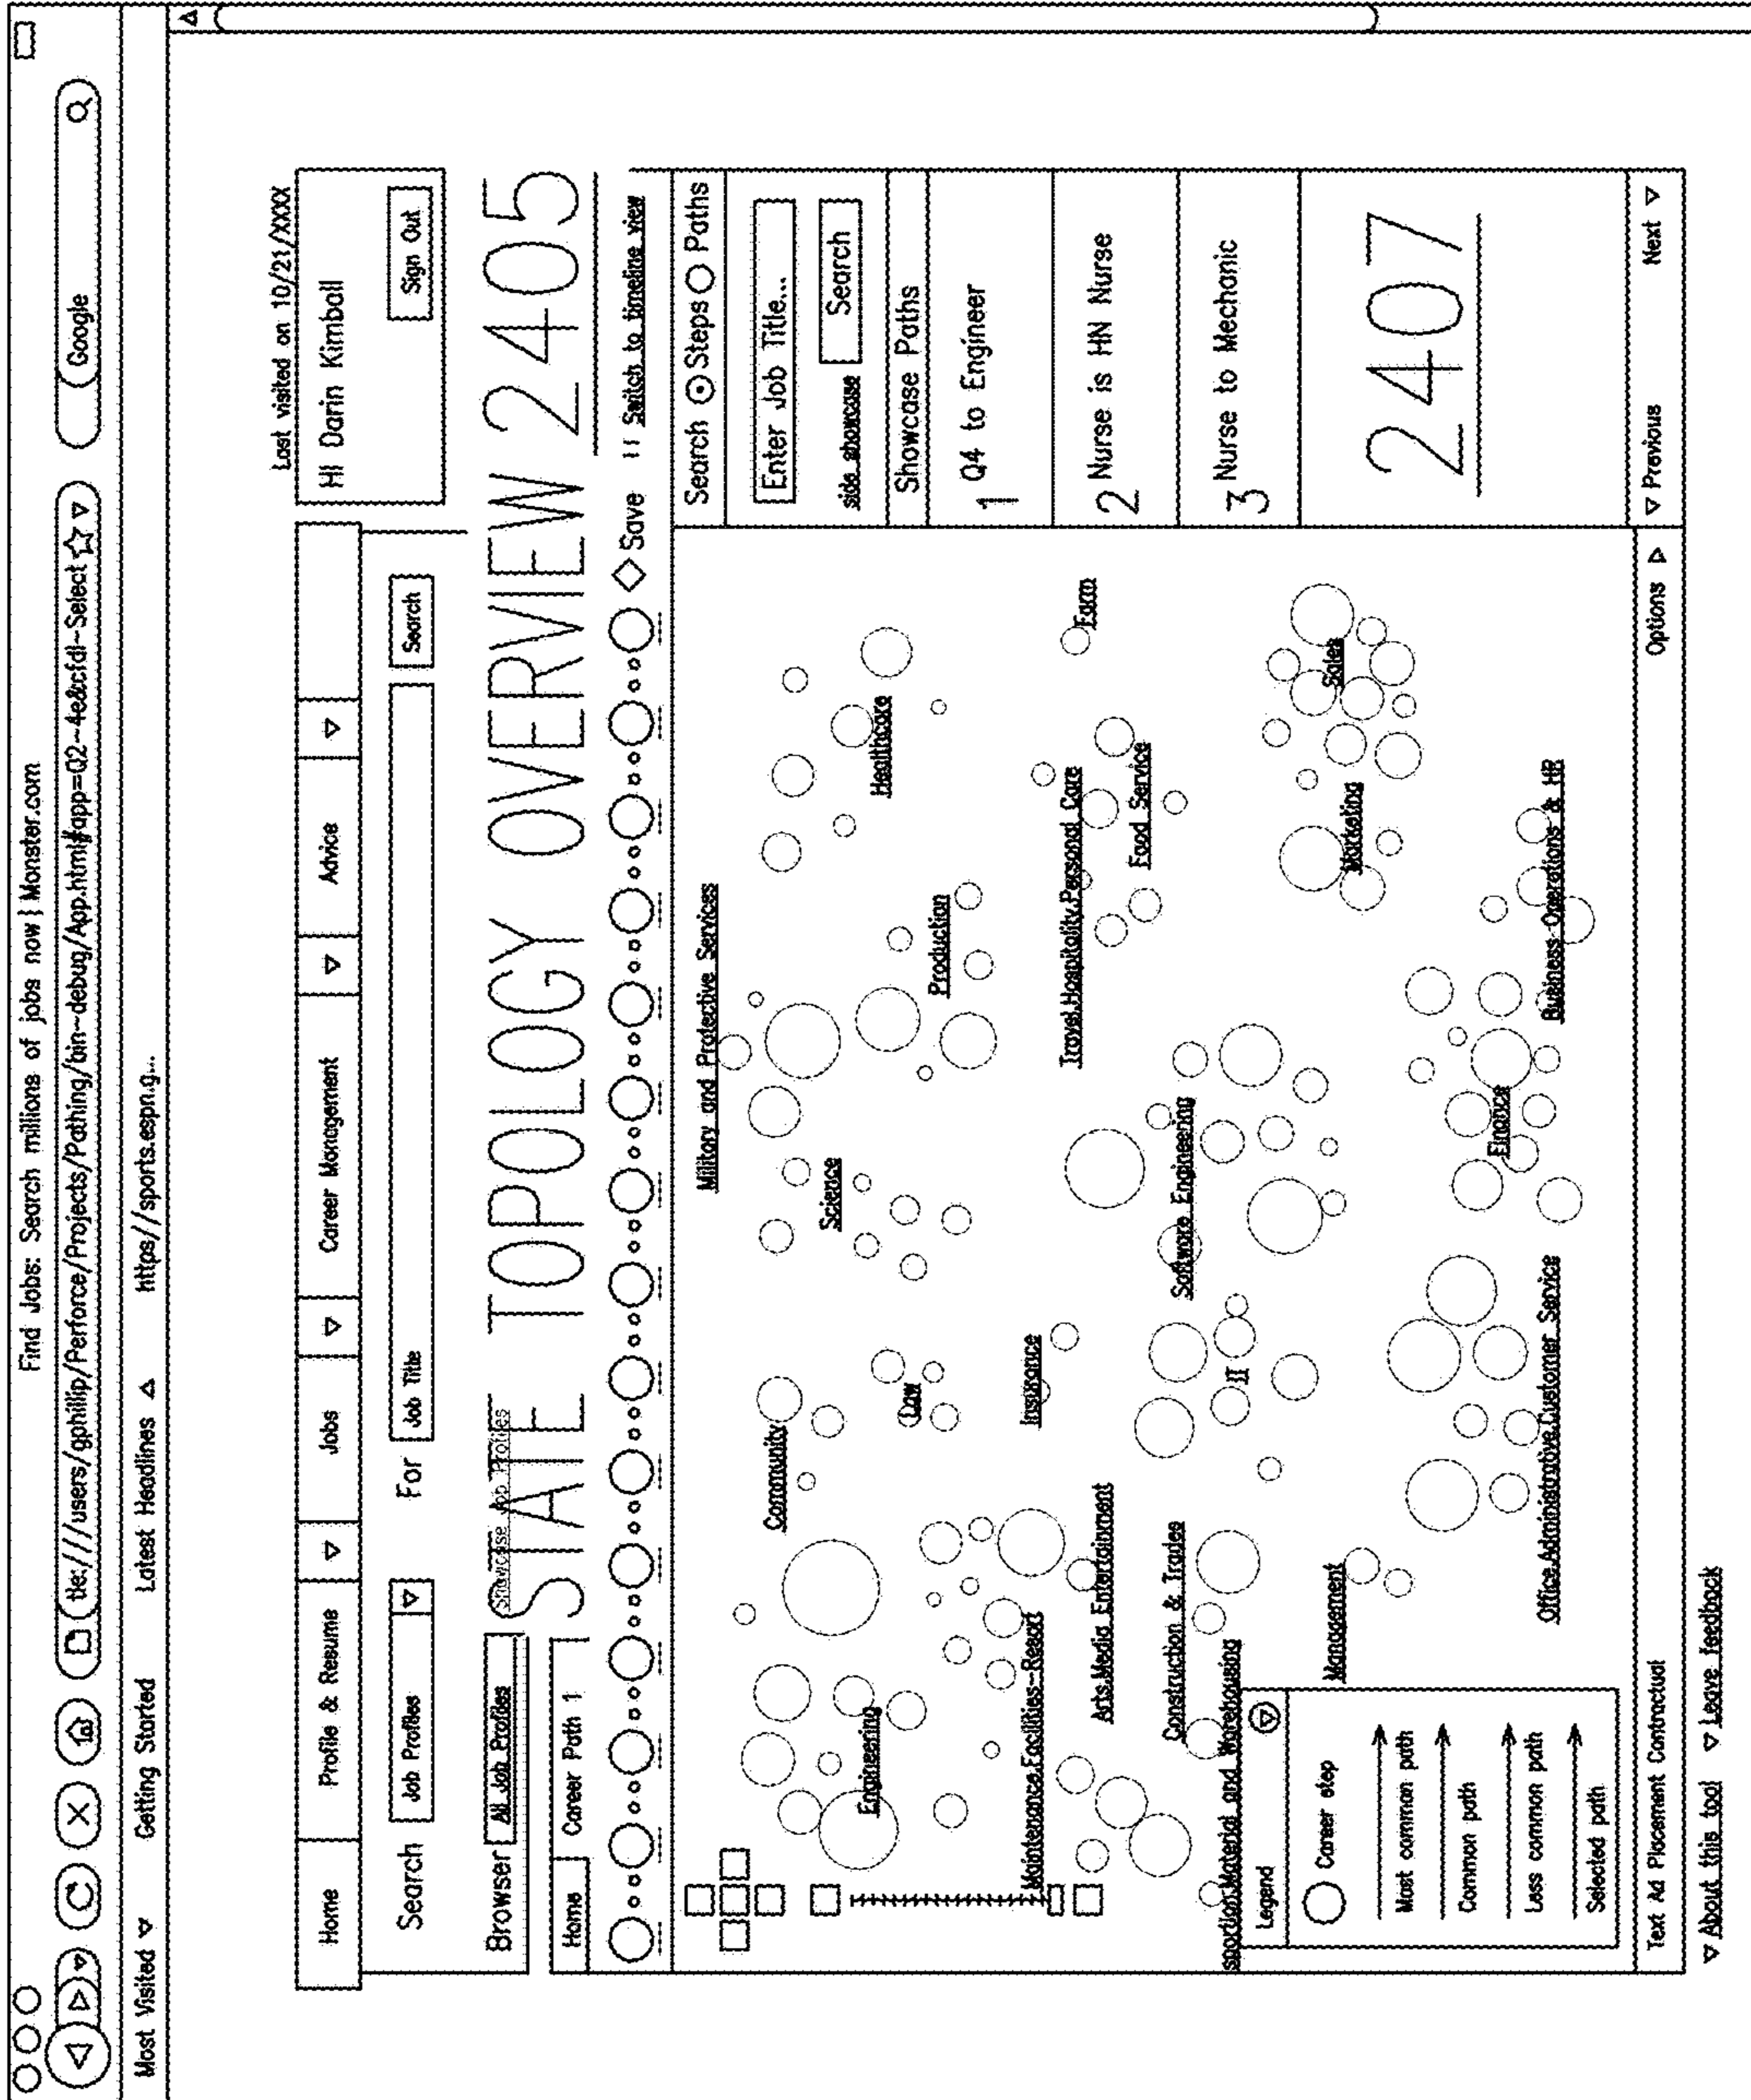 Find Jobs: Search millions of jobs now} Monster.com
tle:////users/gphillip/Perforce/Projects/Pathing/bin-debug/App.html#app=Q2-4e&cfdl-Select
Google
Most Visited
Getting Started
Latest Headlines
https//sports.espn.g...
Last visited on 10/21/XXXX
Home
Profile & Resume
Jobs
Career Management
Advice
HI Darin Kimball
Sign Out
Search
Job Profiles
For
Job Title
Search
Browser
All Job Profiles
Showcase Job Profiles
STATE TOPOLOGY OVERVIEW 2405
Home
Career Path 1
Save
Switch to timeline view
Search Steps Paths
Enter Job Title...
side showcase
Search
Showcase Paths
1 Q4 to Engineer
2 Nurse is HN Nurse
3 Nurse to Mechanic
2407
Military and Protective Services
Community
Science
Healthcare
Engineering
Law
Production
Maintenance.Facilities-Resort
Insurance
Travel.Hospitality.Personal Care
Farm
Arts.Media Entertainment
Food Service
Construction & Trades
Software Engineering
sportion.Material and Warehousing
IT
Sales
Management
Marketing
Finance
Office.Administrative.Customer Service
Business Operations & HR
Legend
Career step
Most common path
Common path
Less common path
Selected path
Text Ad Placement Contractual
Options
Previous
Next
About this tool
Leave feedback